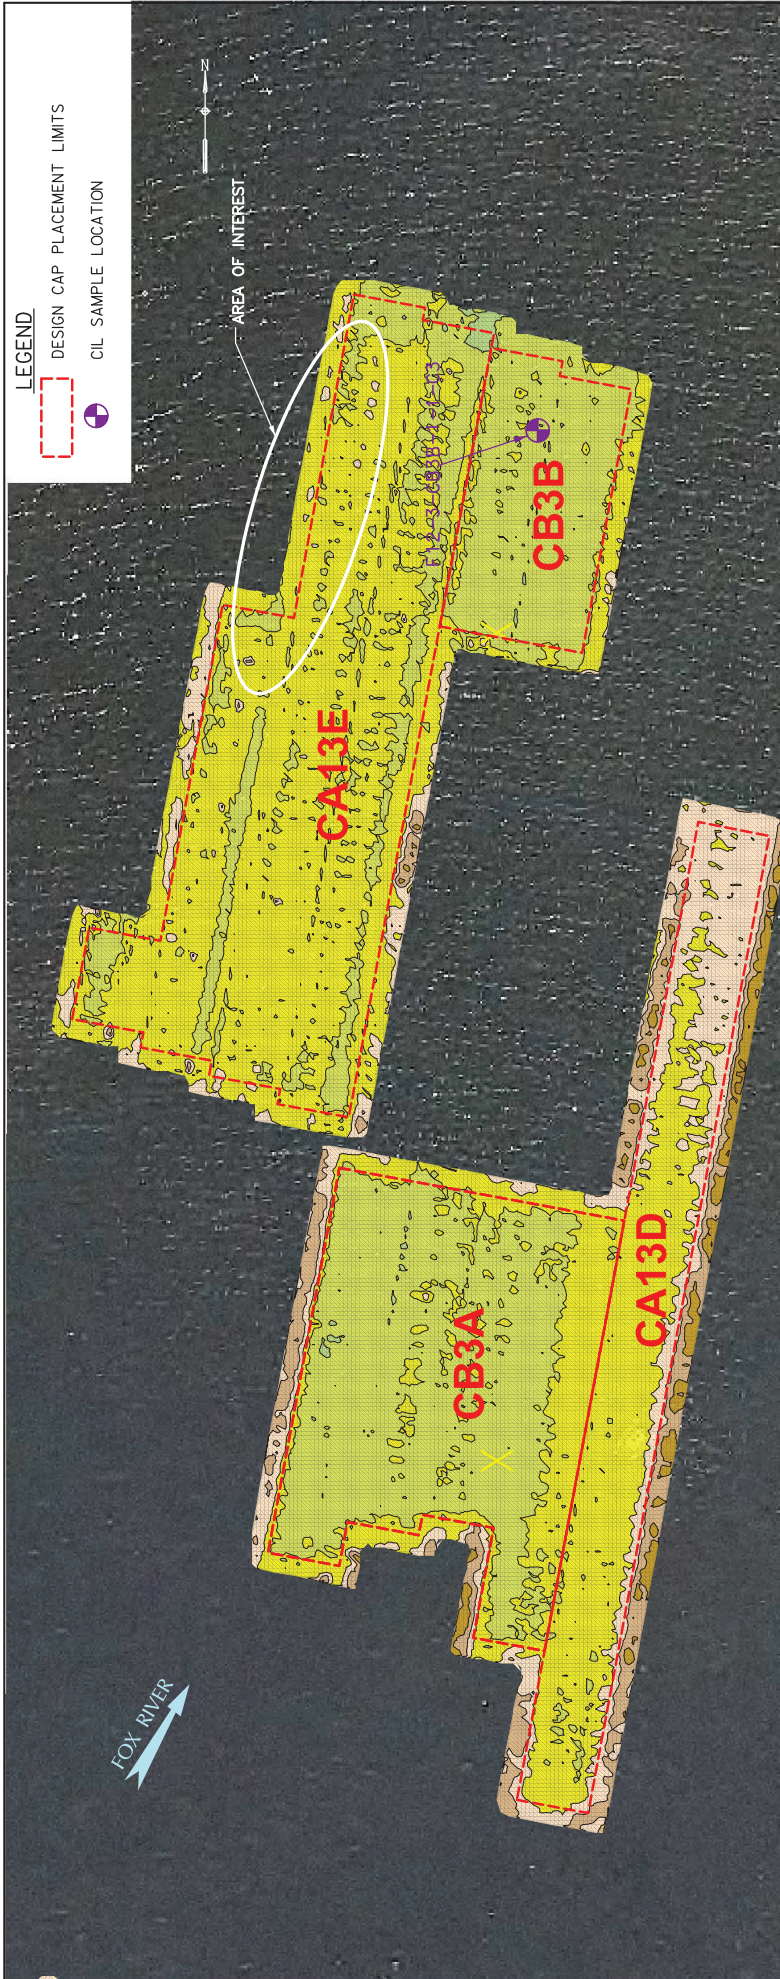 LEGEND
DESIGN CAP PLACEMENT LIMITS
CIL SAMPLE LOCATION
N
AREA OF INTEREST
CB3B
CA13E
CA13D
CB3A
FOX RIVER